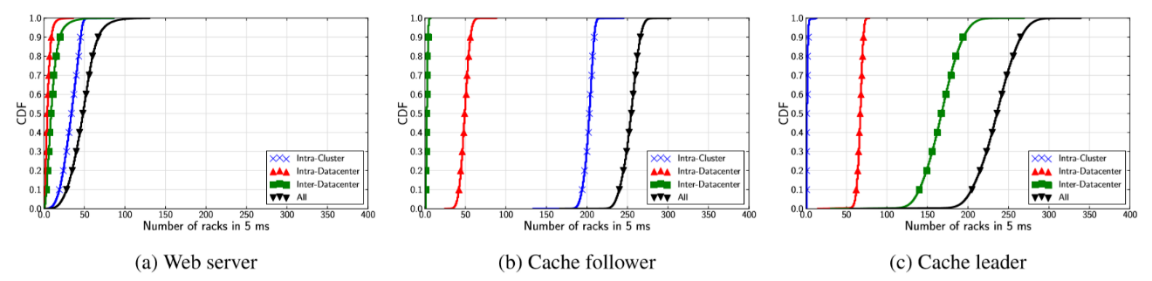 CDF
1.0
0.9
0.8
0.7
0.6
0.5
0.4
0.3
0.2
0.1
0.0
0.0 50 100 150 200 250 300 350 400
Number of racks in 5 ms
Intra-Cluster
Intra-Datacenter
Inter-Datacenter
All
(a) Web server
CDF
1.0
0.9
0.8
0.7
0.6
0.5
0.4
0.3
0.2
0.1
0.0
0 50 100 150 200 250 300 350 400
Number of racks in 5 ms
Intra-Cluster
Intra-Datacenter
Inter-Datacenter
All
(b) Cache follower
CDF
1.0
0.9
0.8
0.7
0.6
0.5
0.4
0.3
0.2
0.1
0.0
0 50 100 150 200 250 300 350 400
Number of racks in 5 ms
Intra-Cluster
Intra-Datacenter
Inter-Datacenter
All
(c) Cache leader